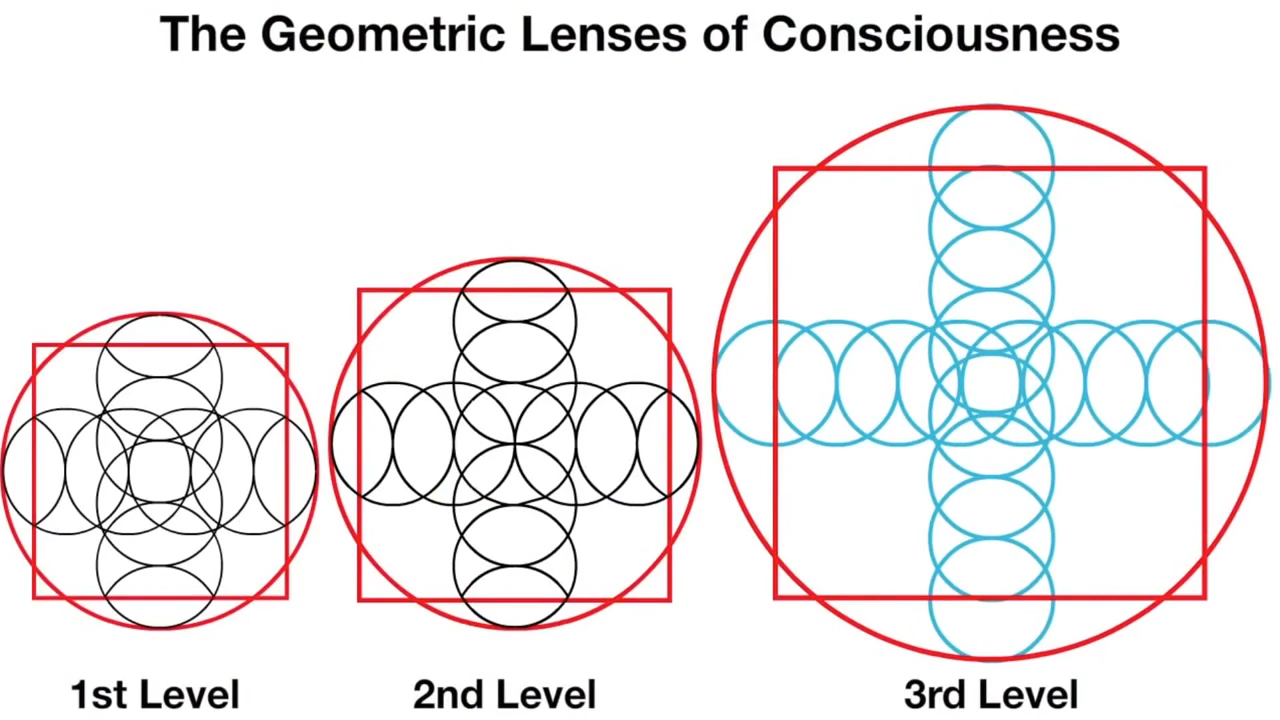 The Geometric Lenses of Consciousness
1st Level
2nd Level
3rd Level